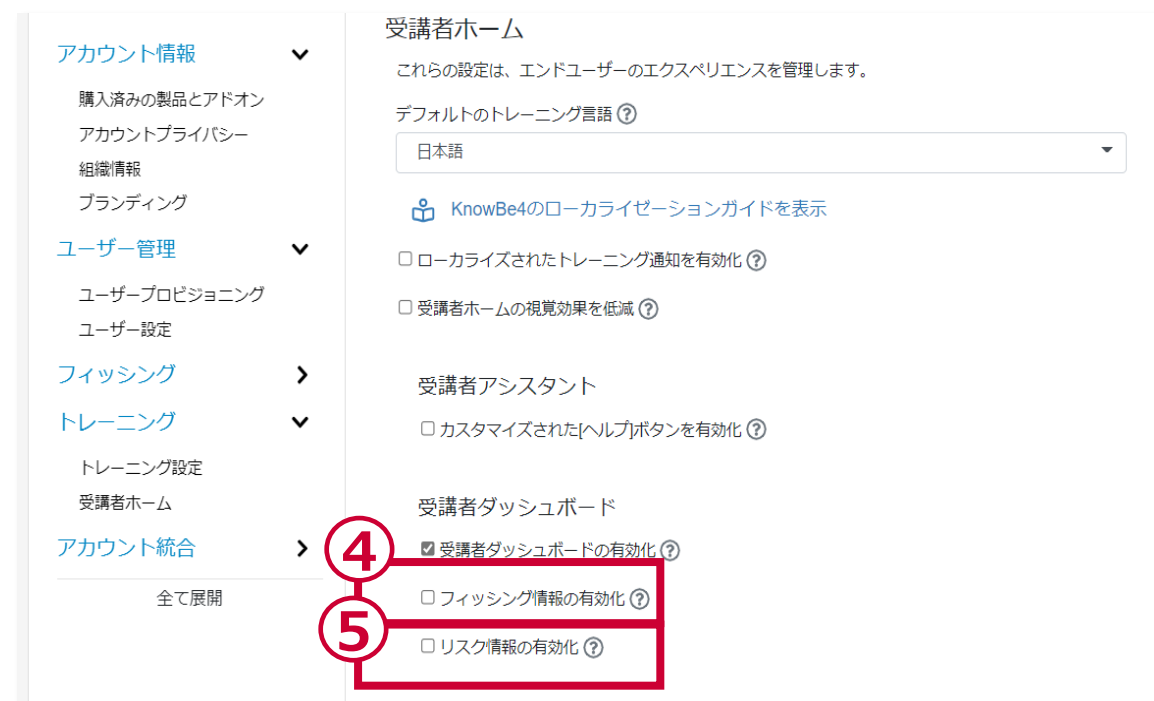 アカウント情報
購入済みの製品とアドオン
アカウントプライバシー
組織情報
ブランディング
ユーザー管理
ユーザープロビジョニング
ユーザー設定
フィッシング
トレーニング
トレーニング設定
受講者ホーム
アカウント統合
全て展開
受講者ホーム
これらの設定は、エンドユーザーのエクスペリエンスを管理します。
デフォルトのトレーニング言語 ?
日本語
KnowBe4のローカライゼーションガイドを表示
ローカライズされたトレーニング通知を有効化 ?
受講者ホームの視覚効果を低減 ?
受講者アシスタント
カスタマイズされた[ヘルプ]ボタンを有効化 ?
受講者ダッシュボード
④
受講者ダッシュボードの有効化 ?
フィッシング情報の有効化 ?
⑤
リスク情報の有効化 ?